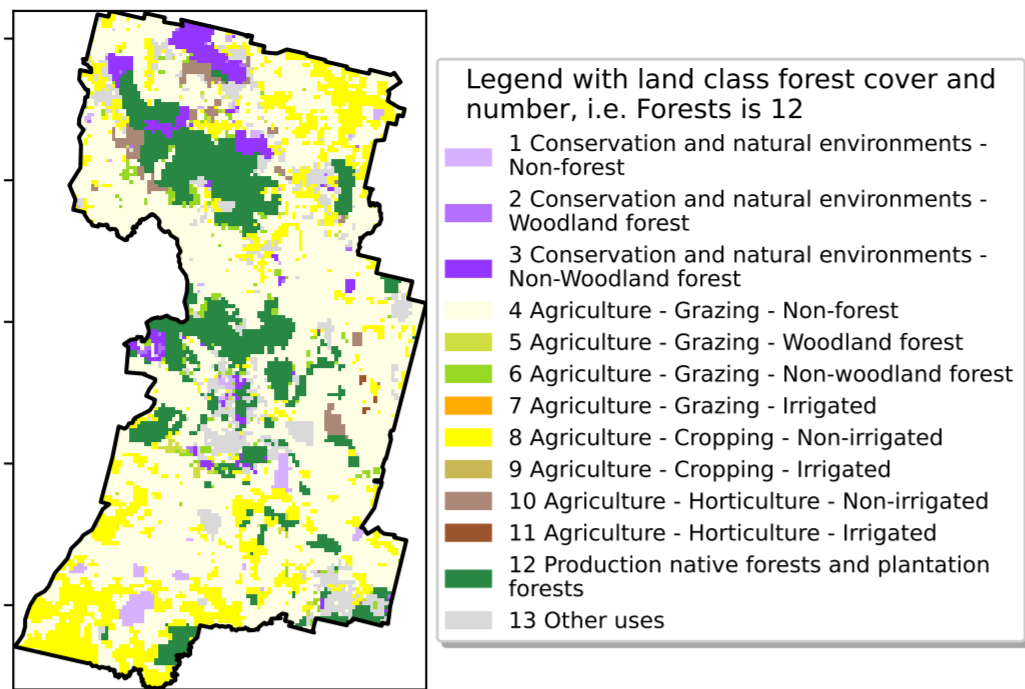 Legend with land class forest cover and
number, i.e. Forests is 12
1 Conservation and natural environments -
Non-forest
2 Conservation and natural environments -
Woodland forest
3 Conservation and natural environments -
Non-Woodland forest
4 Agriculture - Grazing - Non-forest
5 Agriculture - Grazing - Woodland forest
6 Agriculture - Grazing - Non-woodland forest
7 Agriculture - Grazing - Irrigated
8 Agriculture - Cropping - Non-irrigated
9 Agriculture - Cropping - Irrigated
10 Agriculture - Horticulture - Non-irrigated
11 Agriculture - Horticulture - Irrigated
12 Production native forests and plantation
forests
13 Other uses